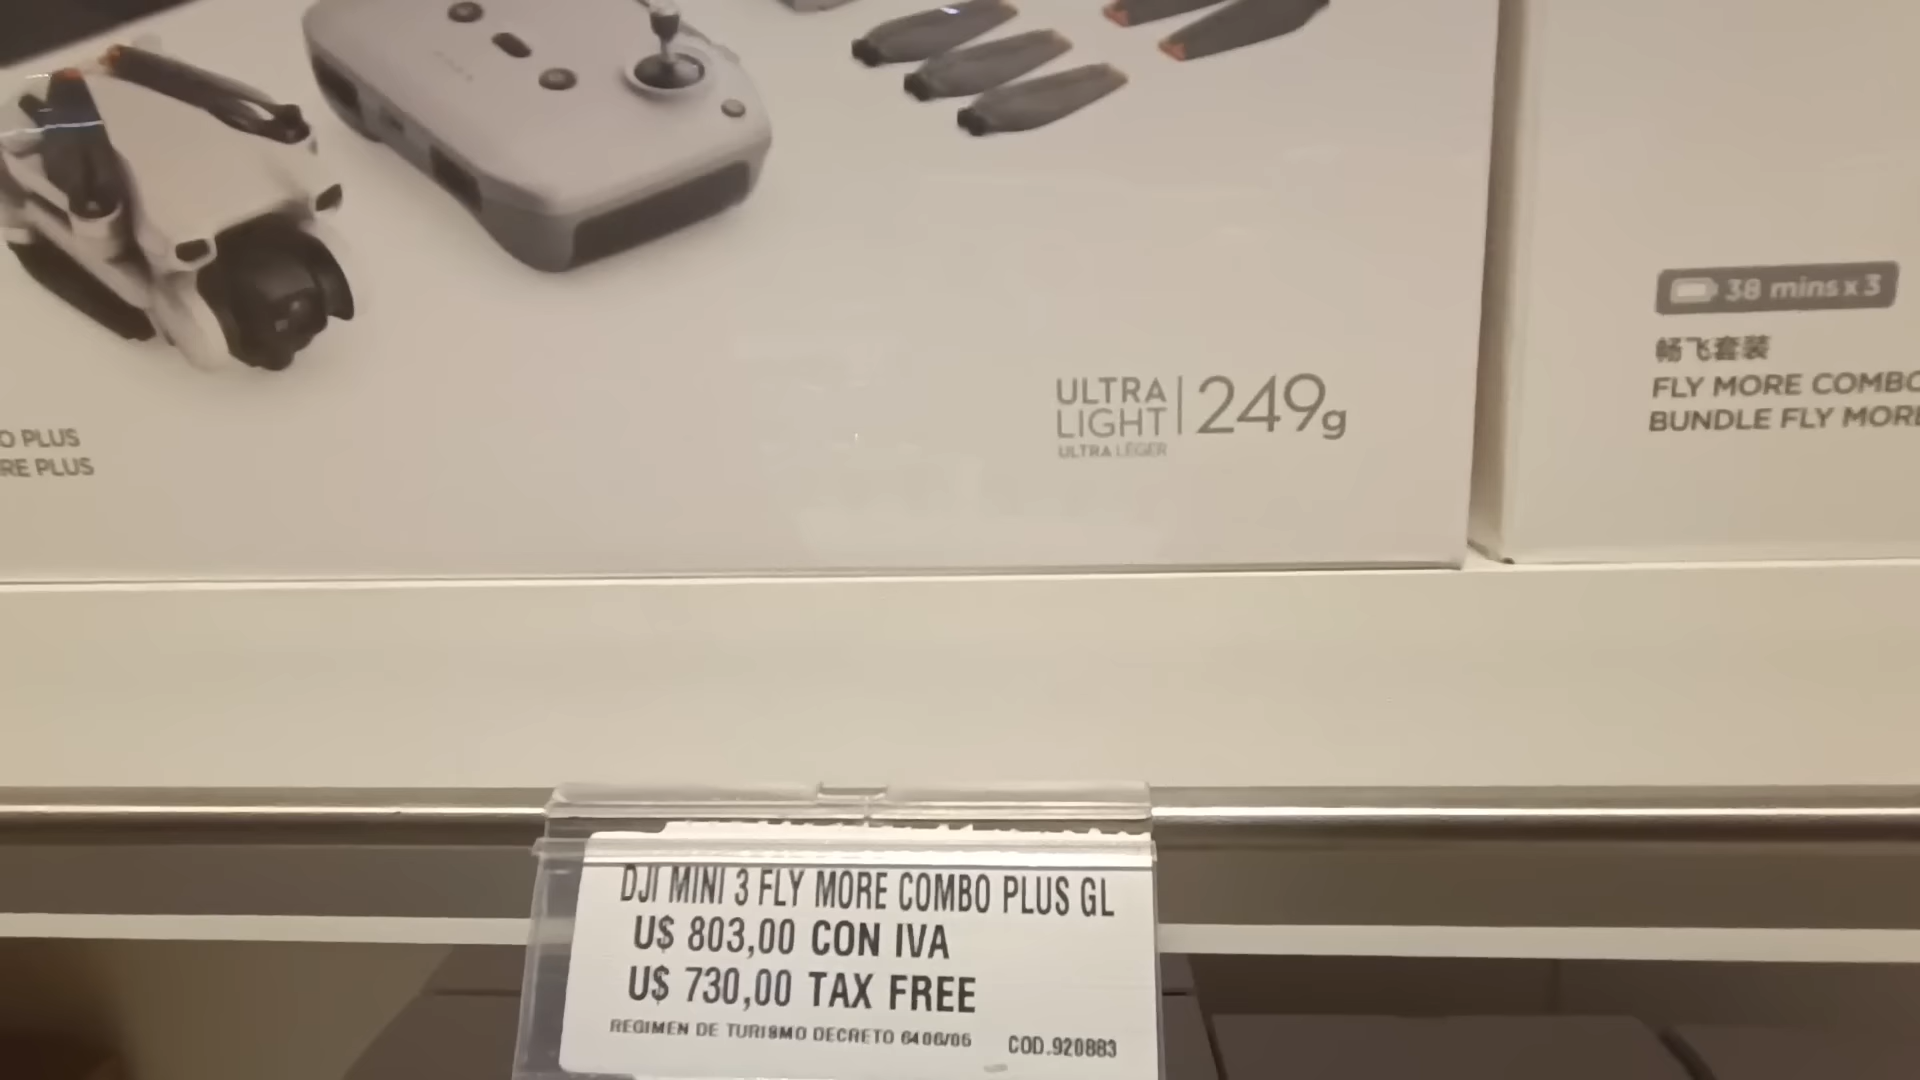 O PLUS
RE PLUS
ULTRA
LIGHT
249g
ULTRA LÉGER
38 mins x 3
畅飞套装
FLY MORE COMBO
BUNDLE FLY MORE
DJI MINI 3 FLY MORE COMBO PLUS GL
U$ 803,00 CON IVA
U$ 730,00 TAX FREE
REGIMEN DE TURISMO DECRETO 6406/05
COD.920883